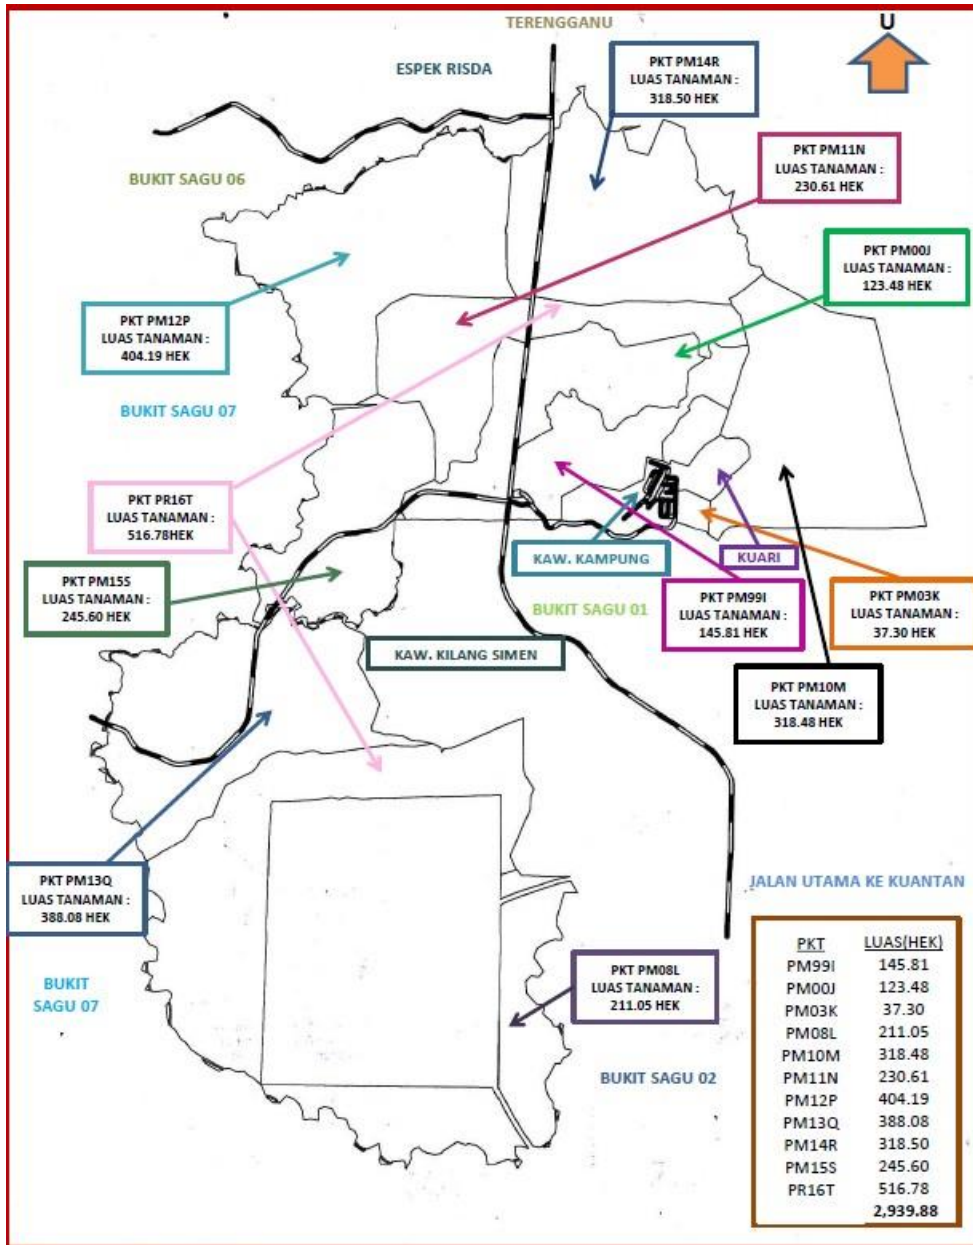 TERENGGANU
U
ESPEK RISDA
PKT PM14R
LUAS TANAMAN :
318.50 HEK
PKT PM11N
LUAS TANAMAN :
230.61 HEK
BUKIT SAGU 06
PKT PM00J
LUAS TANAMAN :
123.48 HEK
PKT PM12P
LUAS TANAMAN :
404.19 HEK
BUKIT SAGU 07
PKT PR16T
LUAS TANAMAN :
516.78HEK
KAW. KAMPUNG
KUARI
PKT PM15S
LUAS TANAMAN :
245.60 HEK
BUKIT SAGU 01
PKT PM99I
LUAS TANAMAN :
145.81 HEK
PKT PM03K
LUAS TANAMAN :
37.30 HEK
KAW. KILANG SIMEN
PKT PM10M
LUAS TANAMAN :
318.48 HEK
PKT PM13Q
LUAS TANAMAN :
388.08 HEK
JALAN UTAMA KE KUANTAN
BUKIT
SAGU 07
PKT PM08L
LUAS TANAMAN :
211.05 HEK
BUKIT SAGU 02
PKT LUAS(HEK)
PM99I 145.81
PM00J 123.48
PM03K 37.30
PM08L 211.05
PM10M 318.48
PM11N 230.61
PM12P 404.19
PM13Q 388.08
PM14R 318.50
PM15S 245.60
PR16T 516.78
2,939.88